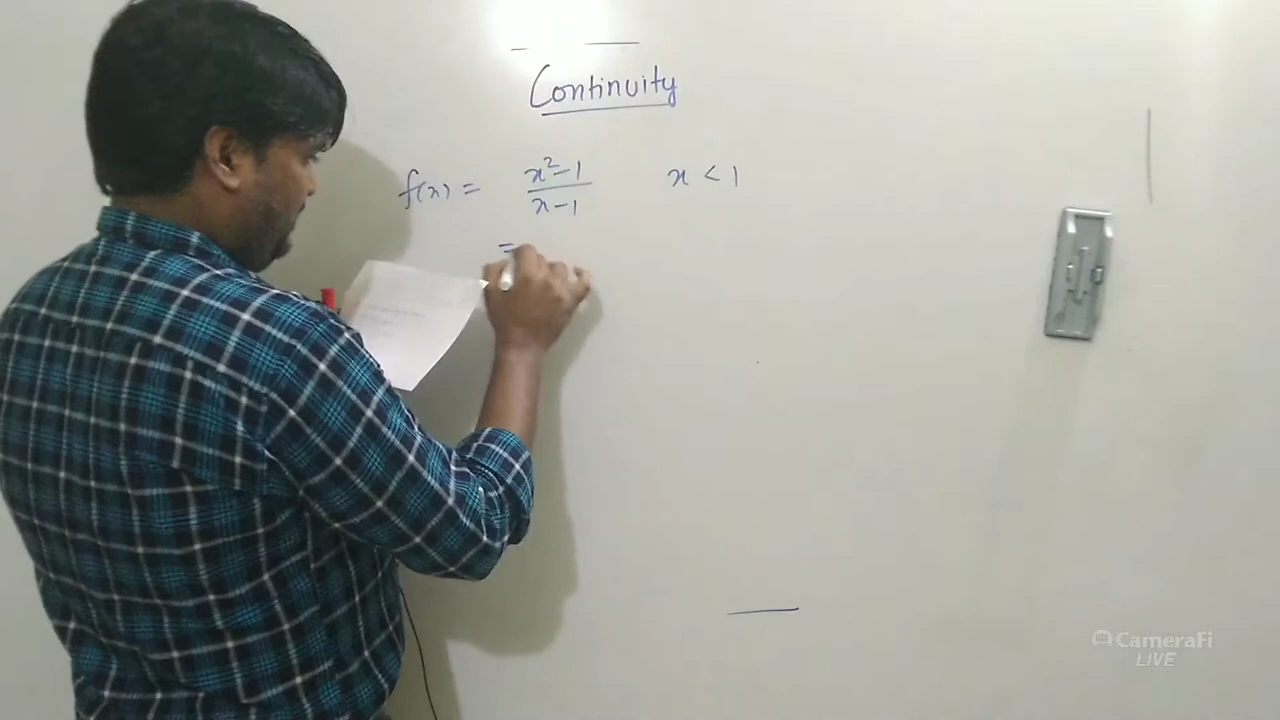 Continuity
f(x) = x²-1 / x-1 x < 1
=
CameraFi
LIVE